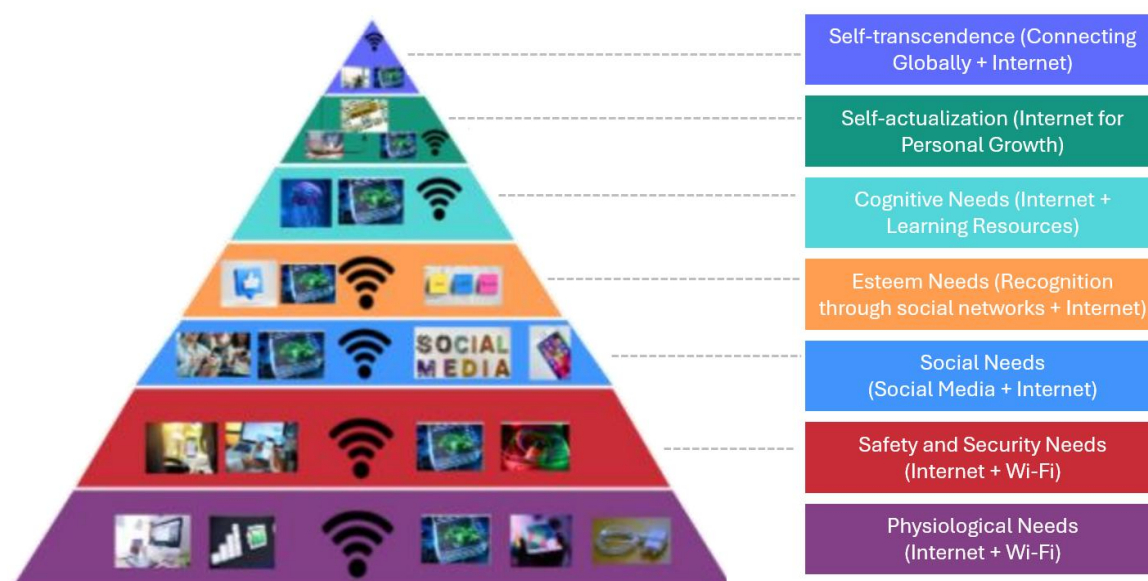 Self-transcendence (Connecting
Globally + Internet)
Self-actualization (Internet for
Personal Growth)
Cognitive Needs (Internet +
Learning Resources)
Esteem Needs (Recognition
through social networks + Internet)
SOCIAL
MEDIA
Social Needs
(Social Media + Internet)
Safety and Security Needs
(Internet + Wi-Fi)
Physiological Needs
(Internet + Wi-Fi)